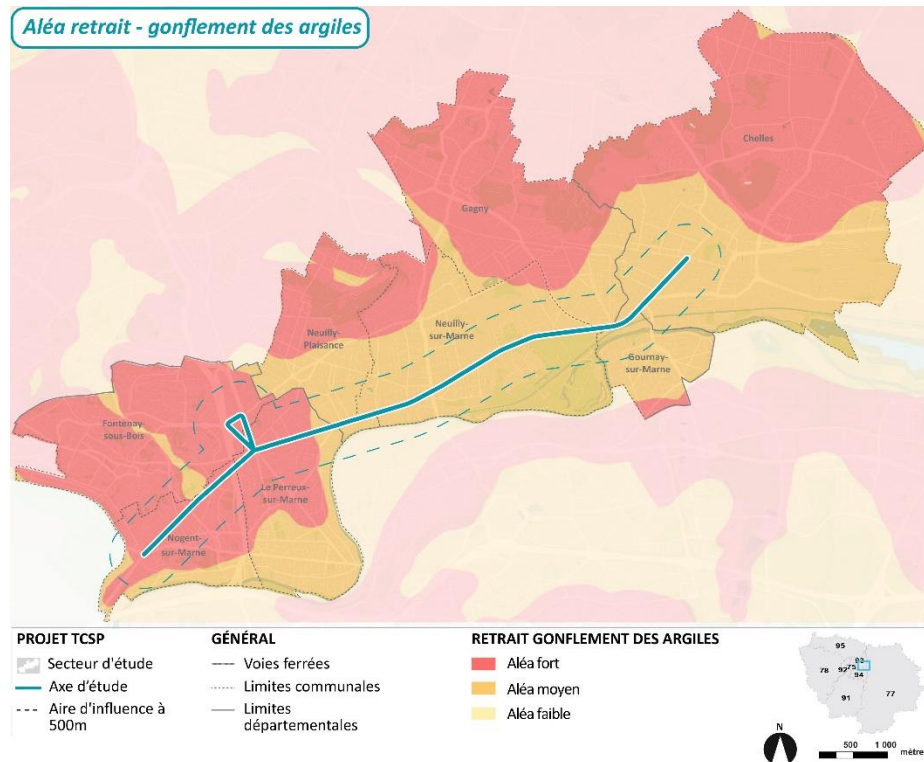 Aléa retrait - gonflement des argiles
Chelles
Gagny
Neuilly-
Plaisance
Neuilly-
sur-Marne
Gournay-
sur-Marne
Fontenay-
sous-Bois
Le Perreux-
sur-Marne
Nogent-
sur-Marne
PROJET TCSP
Secteur d'étude
Axe d'étude
Aire d'influence à
500m
GÉNÉRAL
Voies ferrées
Limites communales
Limites
départementales
RETRAIT GONFLEMENT DES ARGILES
Aléa fort
Aléa moyen
Aléa faible
95
78
92
75
93
94
91
77
N
500
1 000
mètre